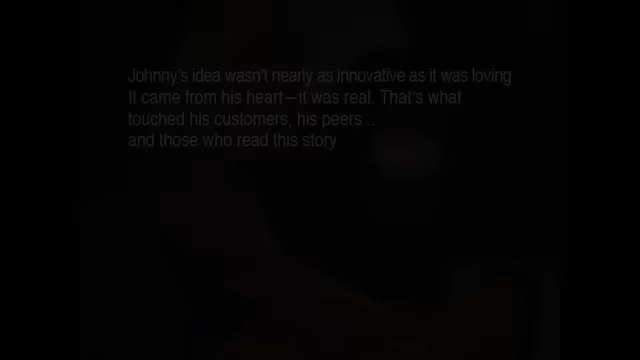 Johnny's idea wasn't nearly as innovative as it was loving
It came from his heart—it was real. That's what
touched his customers, his peers...
and those who read this story